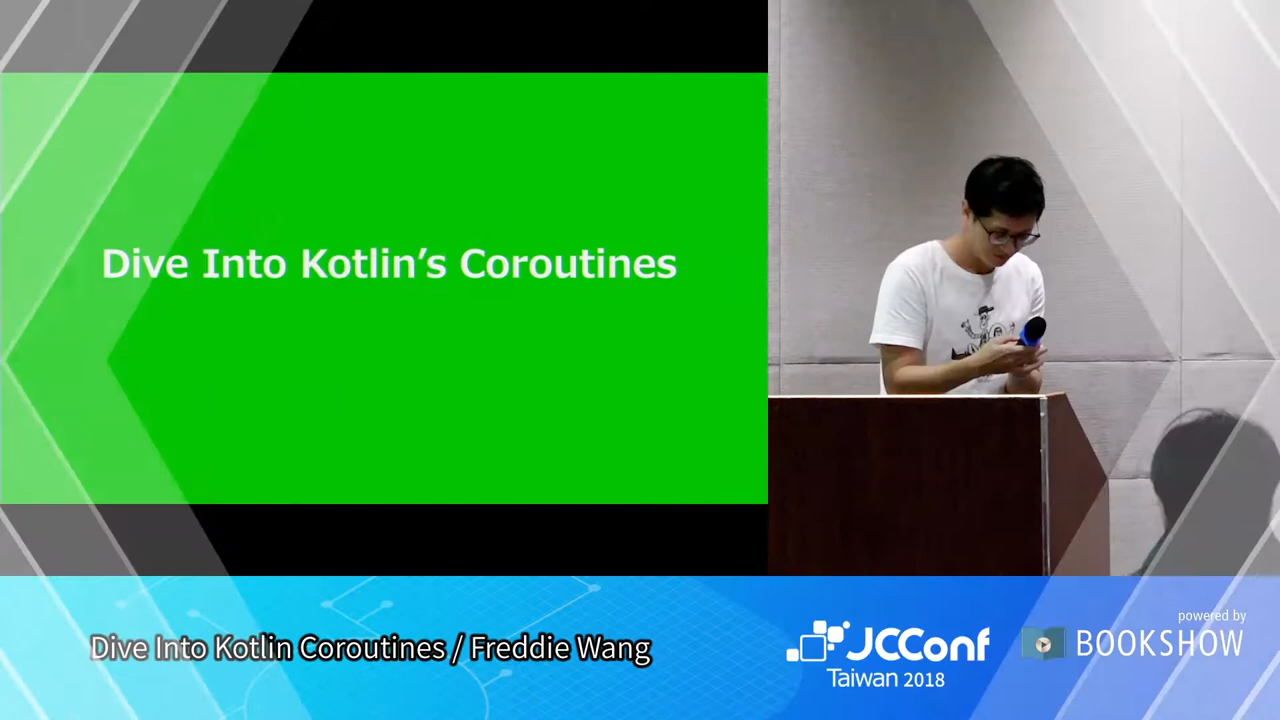 Dive Into Kotlin’s Coroutines
Dive Into Kotlin Coroutines / Freddie Wang
JCConf
Taiwan 2018
powered by
BOOKSHOW